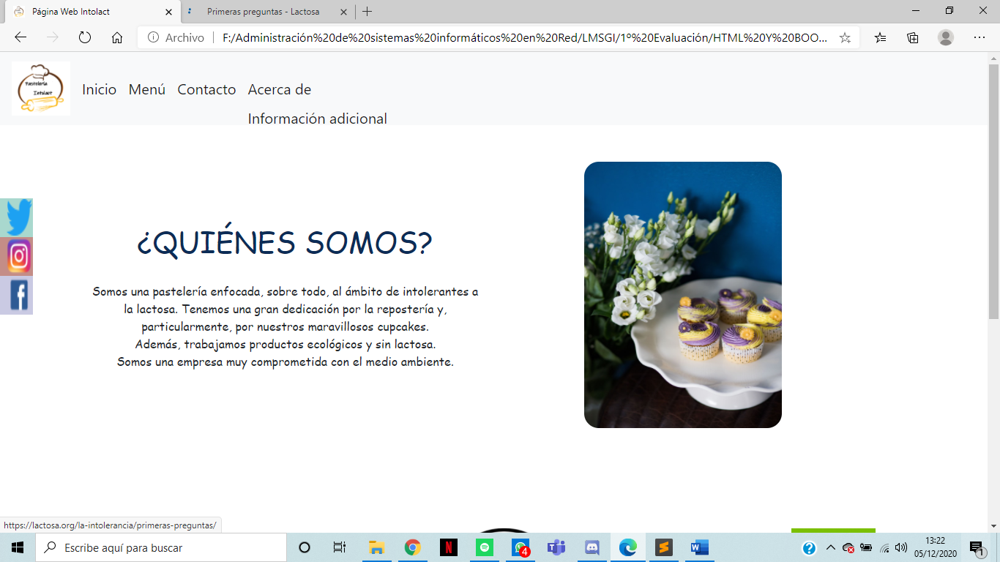 Página Web Intolact
Primeras preguntas - Lactosa
Archivo
F:/Administración%20de%20sistemas%20informáticos%20en%20Red/LMSGI/1º%20Evaluación/HTML%20Y%20BOO...
Pastelería
Intolact
Inicio Menú Contacto Acerca de
Información adicional
¿QUIÉNES SOMOS?
Somos una pastelería enfocada, sobre todo, al ámbito de intolerantes a
la lactosa. Tenemos una gran dedicación por la repostería y,
particularmente, por nuestros maravillosos cupcakes.
Además, trabajamos productos ecológicos y sin lactosa.
Somos una empresa muy comprometida con el medio ambiente.
https://lactosa.org/la-intolerancia/primeras-preguntas/
Escribe aquí para buscar
4
13:22
05/12/2020
1